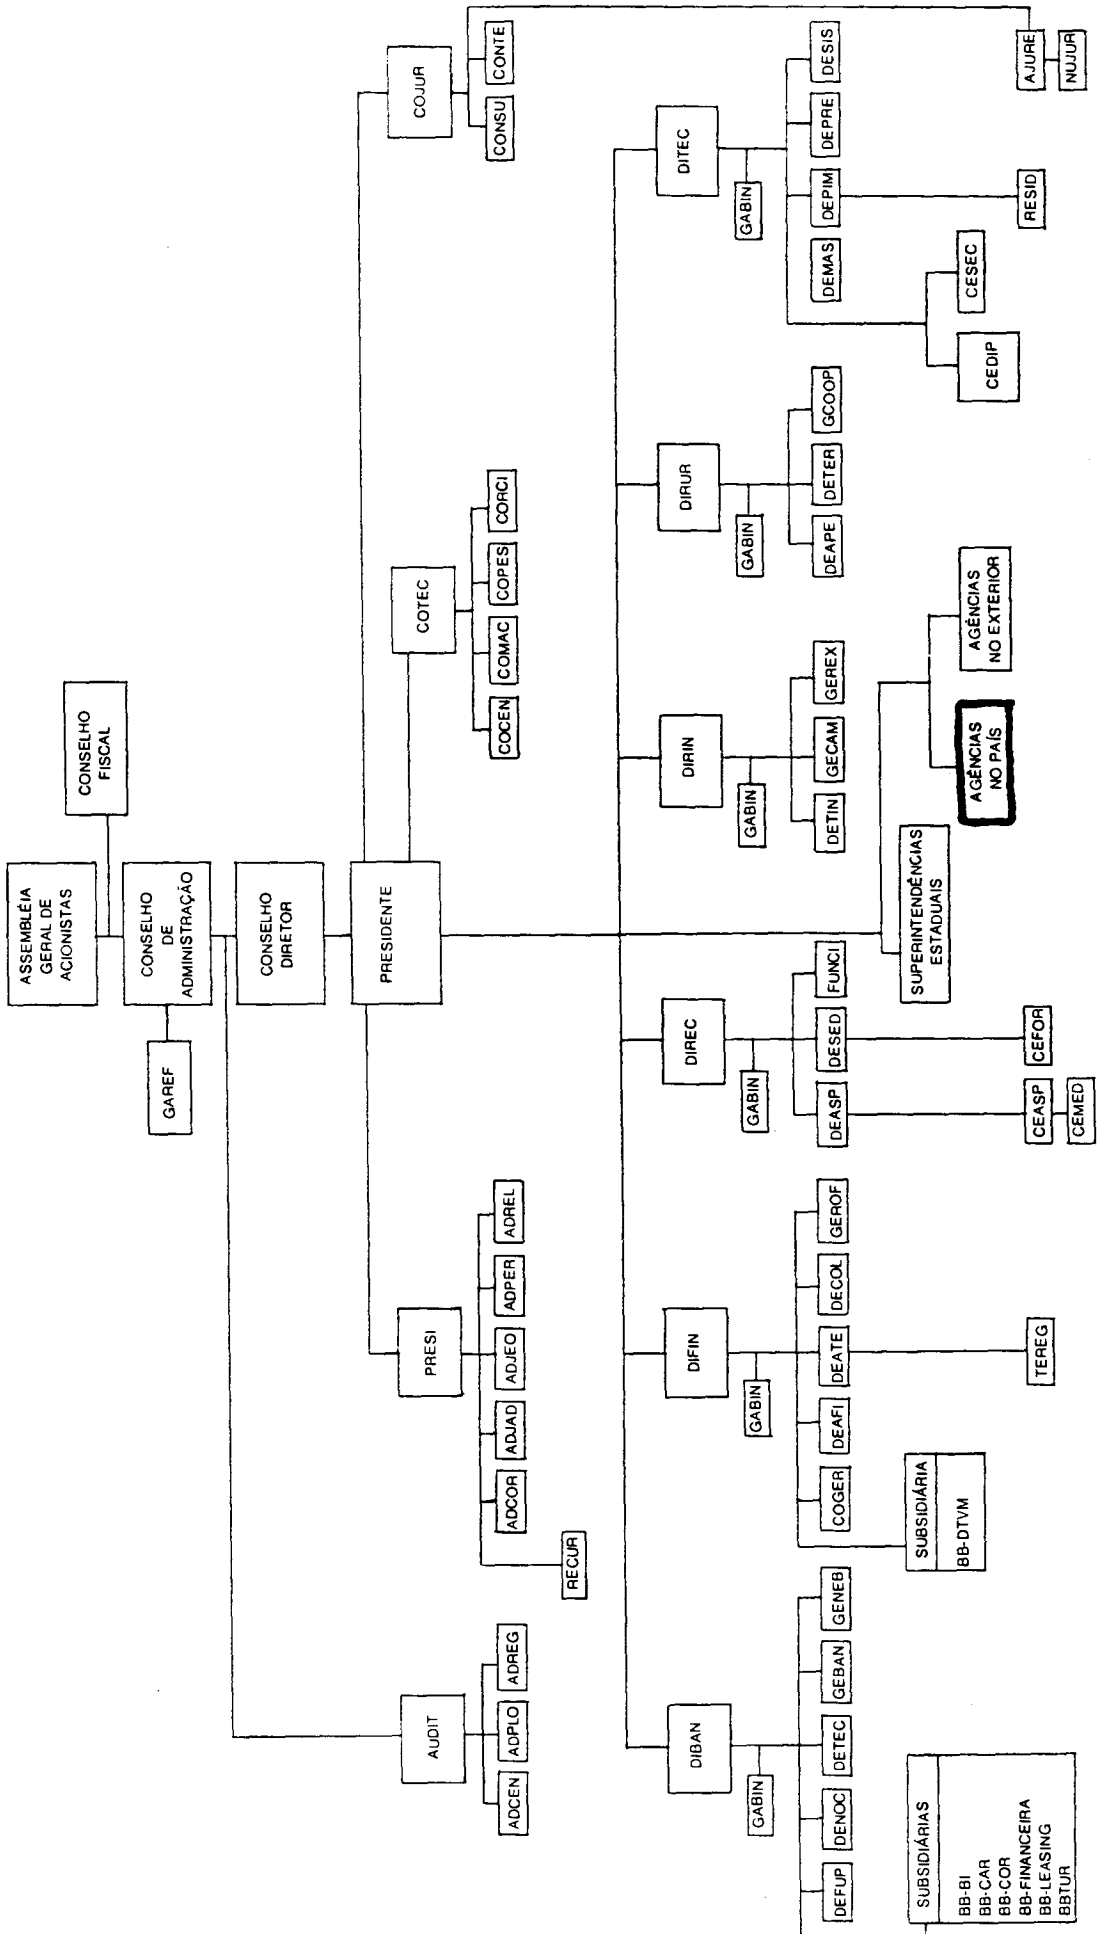 ASSEMBLÉIA
GERAL DE
ACIONISTAS
CONSELHO
FISCAL
CONSELHO
DE
ADMINISTRAÇÃO
GAREF
CONSELHO
DIRETOR
PRESIDENTE
AUDIT
PRESI
COTEC
COJUR
ADCEN
ADPLO
ADREG
RECUR
ADCOR
ADJAD
ADJEO
ADPER
ADREL
COCEN
COMAC
COPES
CORCI
CONSU
CONTE
DIBAN
DIFIN
DIREC
DIRIN
DIRUR
DITEC
GABIN
GABIN
GABIN
GABIN
GABIN
GABIN
DEFUP
DENOC
DETEC
GEBAN
GENEB
COGER
DEAFI
DEATE
DECOL
GEROF
DEASP
DESED
FUNCI
DETIN
GECAM
GEREX
DEAPE
DETER
GCOOP
DEMAS
DEPIM
DEPRE
DESIS
SUBSIDIÁRIAS
BB-BI
BB-CAR
BB-COR
BB-FINANCEIRA
BB-LEASING
BBTUR
SUBSIDIÁRIA
BB-DTVM
SUPERINTENDÊNCIAS
ESTADUAIS
AGÊNCIAS
NO PAÍS
AGÊNCIAS
NO EXTERIOR
CEDIP
CESEC
TEREG
CEASP
CEMED
CEFOR
RESID
AJURE
NUJUR